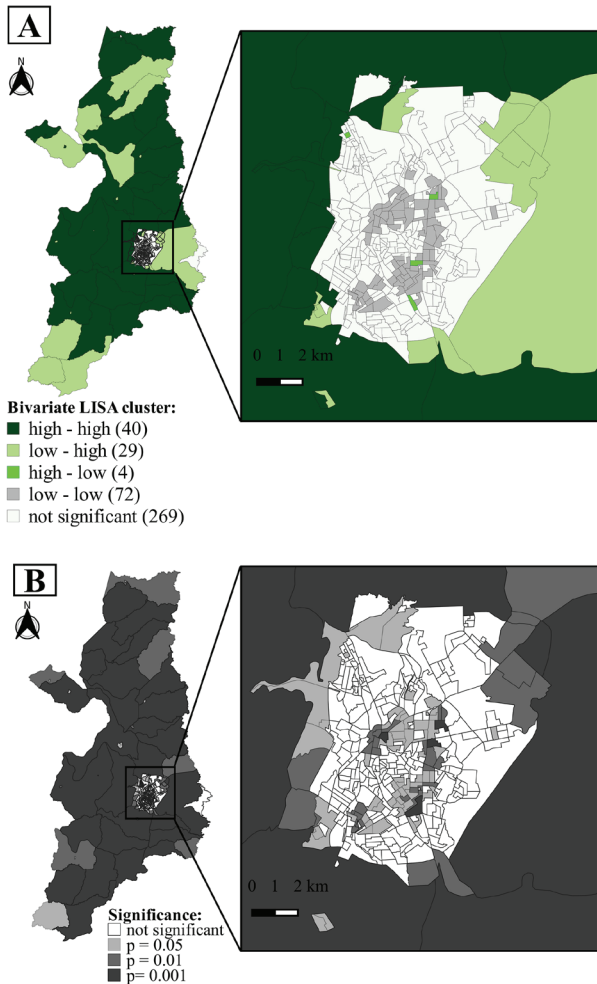 A
N
0 1 2 km
Bivariate LISA cluster:
high - high (40)
low - high (29)
high - low (4)
low - low (72)
not significant (269)
B
N
0 1 2 km
Significance:
not significant
p = 0.05
p = 0.01
p= 0.001